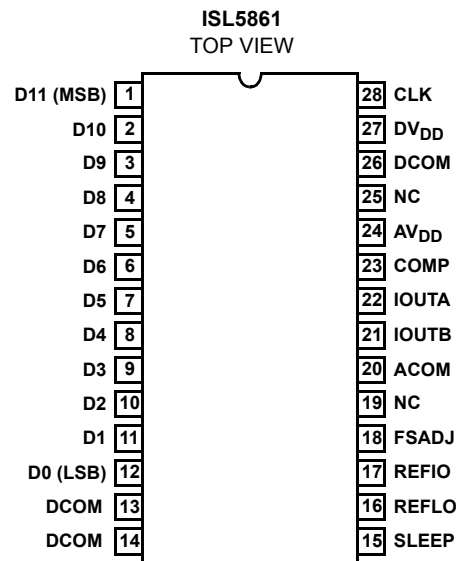 ISL5861
TOP VIEW
D11 (MSB) 1 28 CLK
D10 2 27 DVDD
D9 3 26 DCOM
D8 4 25 NC
D7 5 24 AVDD
D6 6 23 COMP
D5 7 22 IOUTA
D4 8 21 IOUTB
D3 9 20 ACOM
D2 10 19 NC
D1 11 18 FSADJ
D0 (LSB) 12 17 REFIO
DCOM 13 16 REFLO
DCOM 14 15 SLEEP